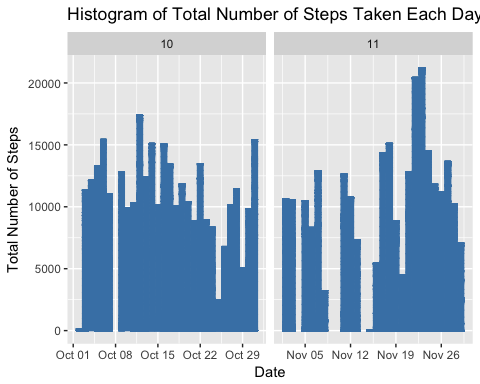 Histogram of Total Number of Steps Taken Each Day
10 11
20000
15000
10000
5000
0
Total Number of Steps
Oct 01 Oct 08 Oct 15 Oct 22 Oct 29 Nov 05 Nov 12 Nov 19 Nov 26
Date